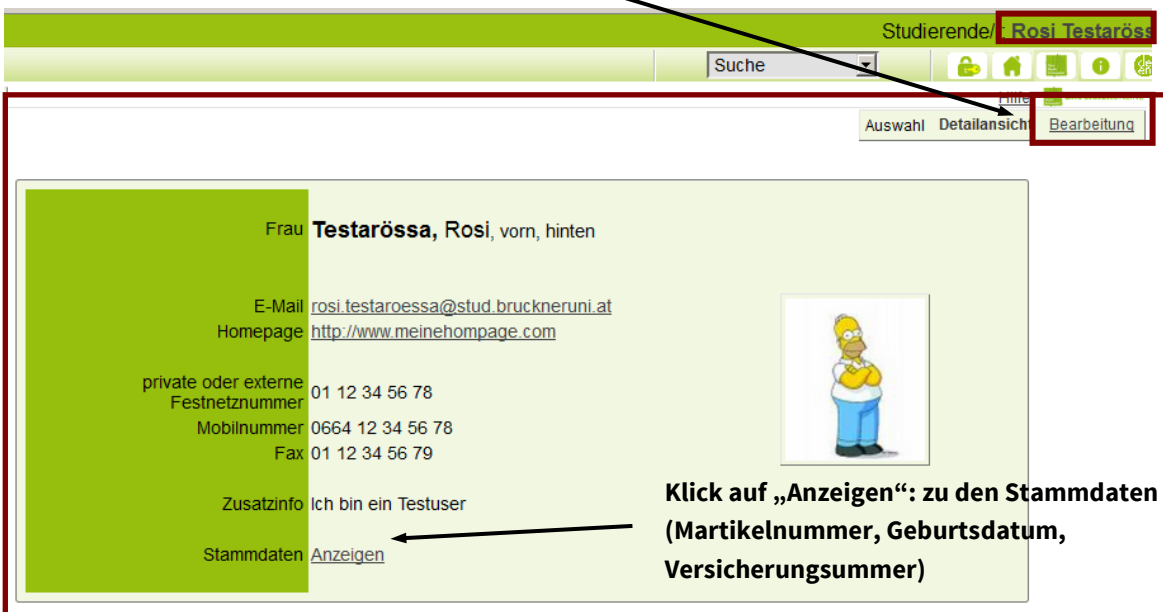 Studierende/r Rosi Testaröss
Suche
Hilfe
Auswahl Detailansicht Bearbeitung
Frau Testarössa, Rosi, vorn, hinten
E-Mail rosi.testaroessa@stud.bruckneruni.at
Homepage http://www.meinehompage.com
private oder externe
Festnetznummer 01 12 34 56 78
Mobilnummer 0664 12 34 56 78
Fax 01 12 34 56 79
Zusatzinfo Ich bin ein Testuser
Stammdaten Anzeigen
Klick auf „Anzeigen“: zu den Stammdaten
(Martikelnummer, Geburtsdatum,
Versicherungsummer)